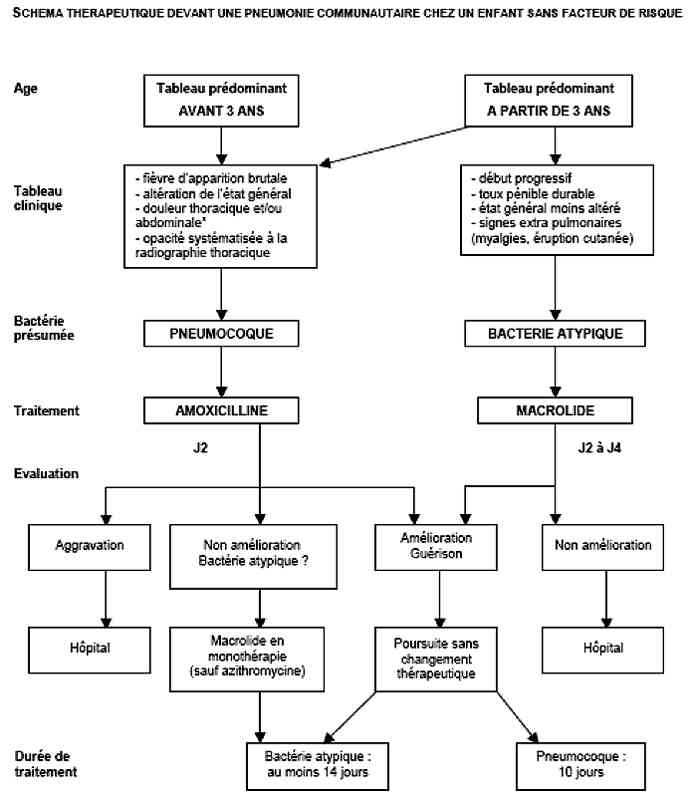 SCHEMA THERAPEUTIQUE DEVANT UNE PNEUMONIE COMMUNAUTAIRE CHEZ UN ENFANT SANS FACTEUR DE RISQUE
Age
Tableau prédominant
AVANT 3 ANS
Tableau prédominant
A PARTIR DE 3 ANS
Tableau
clinique
- fièvre d'apparition brutale
- altération de l'état général
- douleur thoracique et/ou
abdominale*
- opacité systématisée à la
radiographie thoracique
- début progressif
- toux pénible durable
- état général moins altéré
- signes extra pulmonaires
(myalgies, éruption cutanée)
Bactérie
présumée
PNEUMOCOQUE
BACTERIE ATYPIQUE
Traitement
AMOXICILLINE
MACROLIDE
J2
J2 à J4
Evaluation
Aggravation
Non amélioration
Bactérie atypique ?
Amélioration
Guérison
Non amélioration
Hôpital
Macrolide en
monothérapie
(sauf azithromycine)
Poursuite sans
changement
thérapeutique
Hôpital
Durée de
traitement
Bactérie atypique :
au moins 14 jours
Pneumocoque :
10 jours